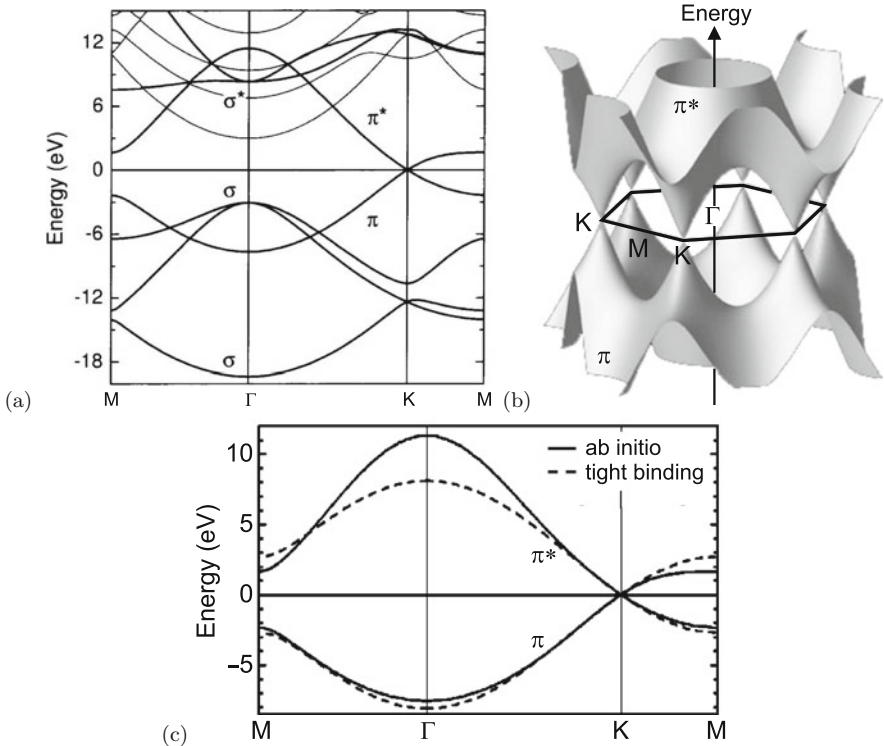 12
6
0
-6
-12
-18
Energy (eV)
σ*
π*
σ
π
σ
M Γ K M
(a)
Energy
π*
Γ
K
M
K
π
(b)
10
5
0
−5
Energy (eV)
ab initio
tight binding
π*
π
M Γ K M
(c)